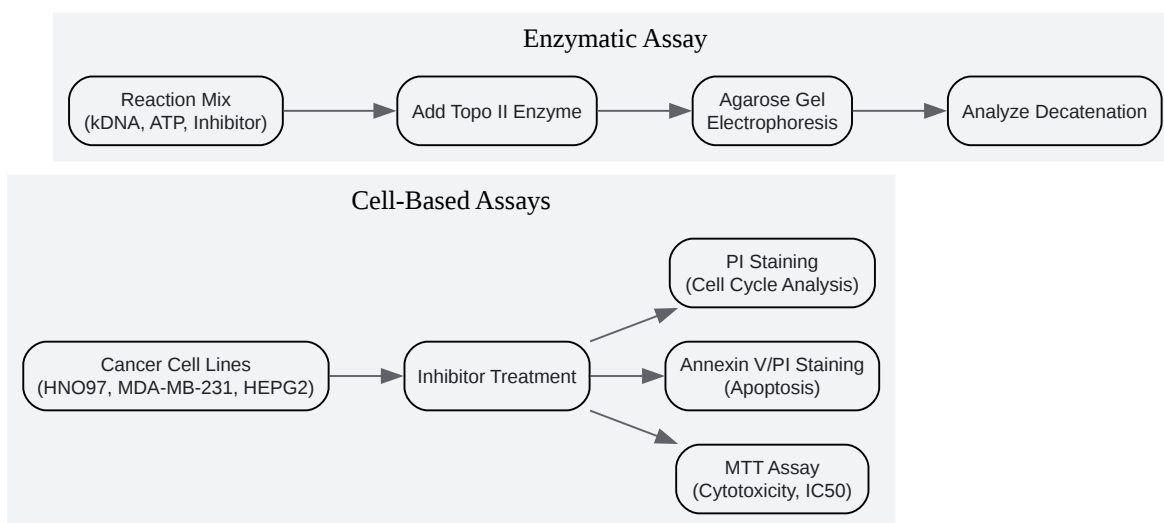 Enzymatic Assay
Reaction Mix
(kDNA, ATP, Inhibitor)
Add Topo II Enzyme
Agarose Gel
Electrophoresis
Analyze Decatenation
Cell-Based Assays
Cancer Cell Lines
(HNO97, MDA-MB-231, HEPG2)
Inhibitor Treatment
PI Staining
(Cell Cycle Analysis)
Annexin V/PI Staining
(Apoptosis)
MTT Assay
(Cytotoxicity, IC50)